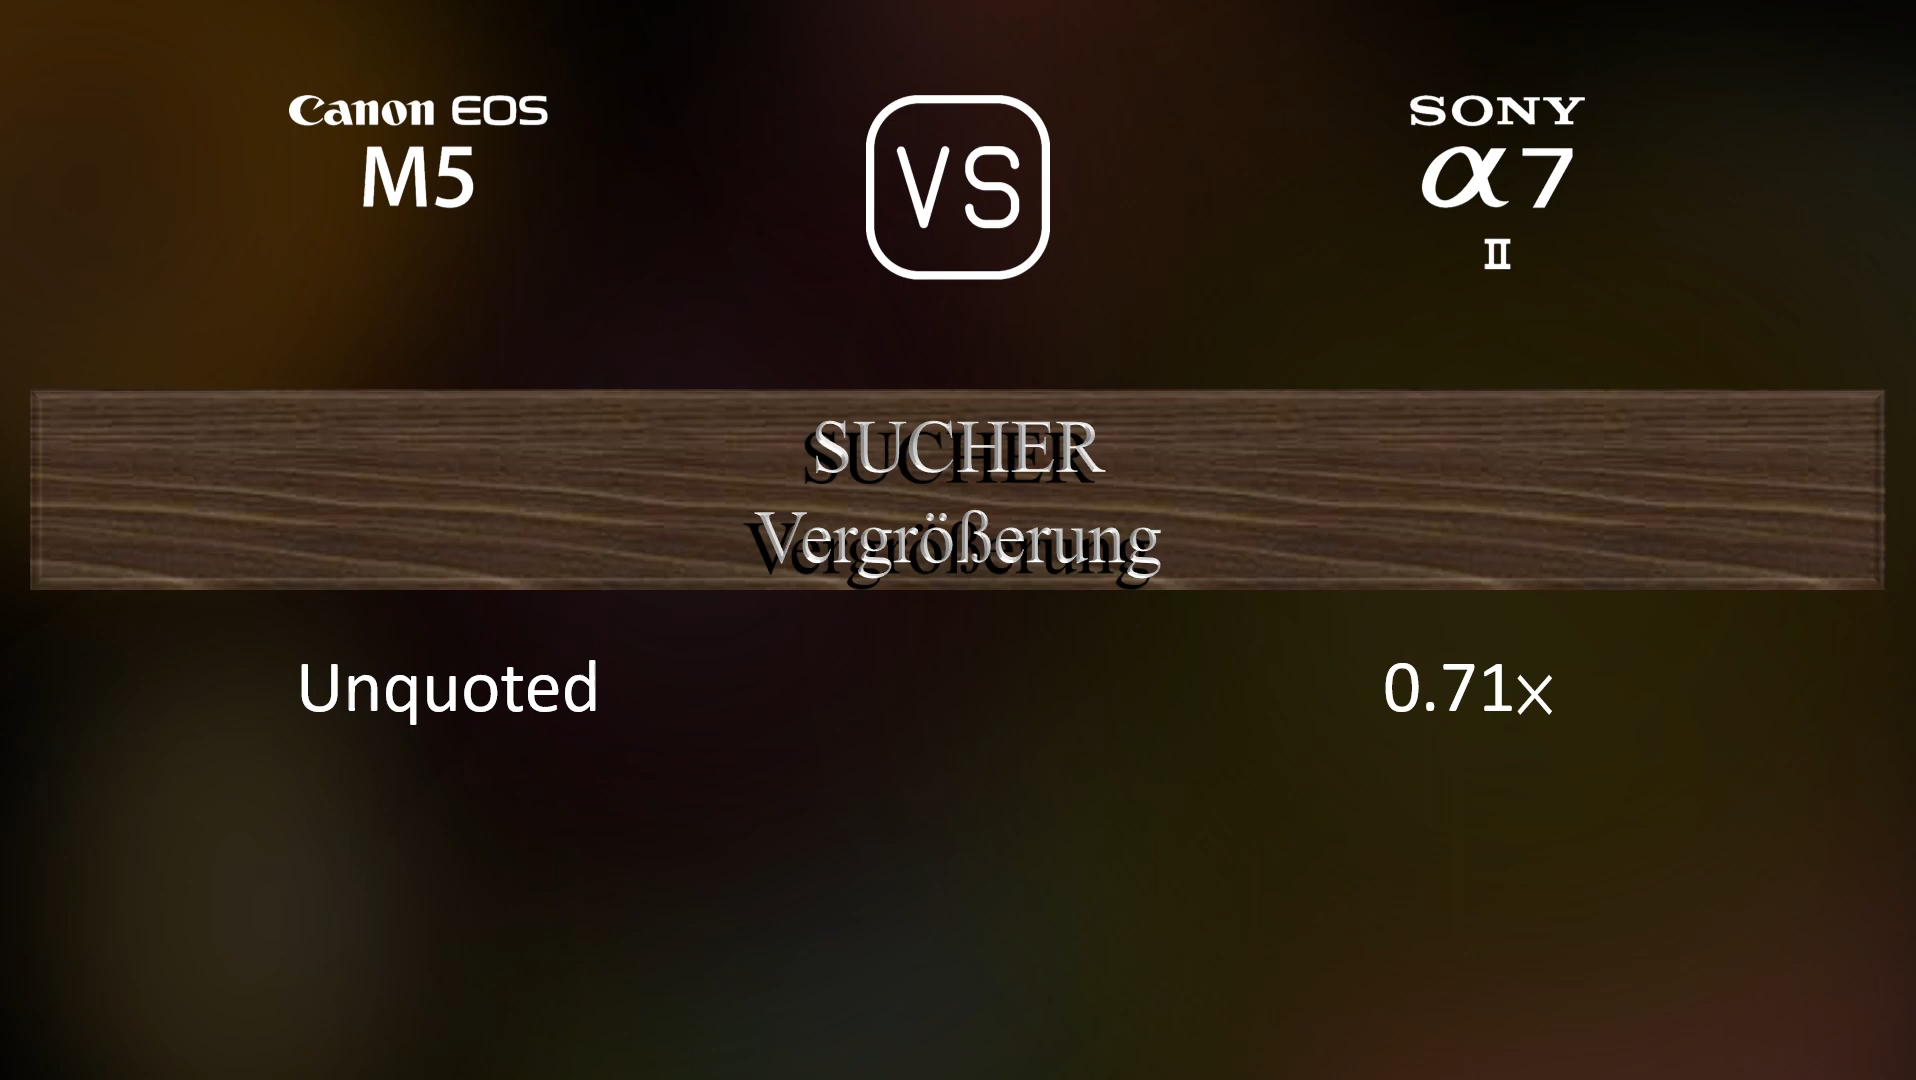 Canon EOS
M5
VS
SONY
α7
II
SUCHER
Vergrößerung
Unquoted
0.71x